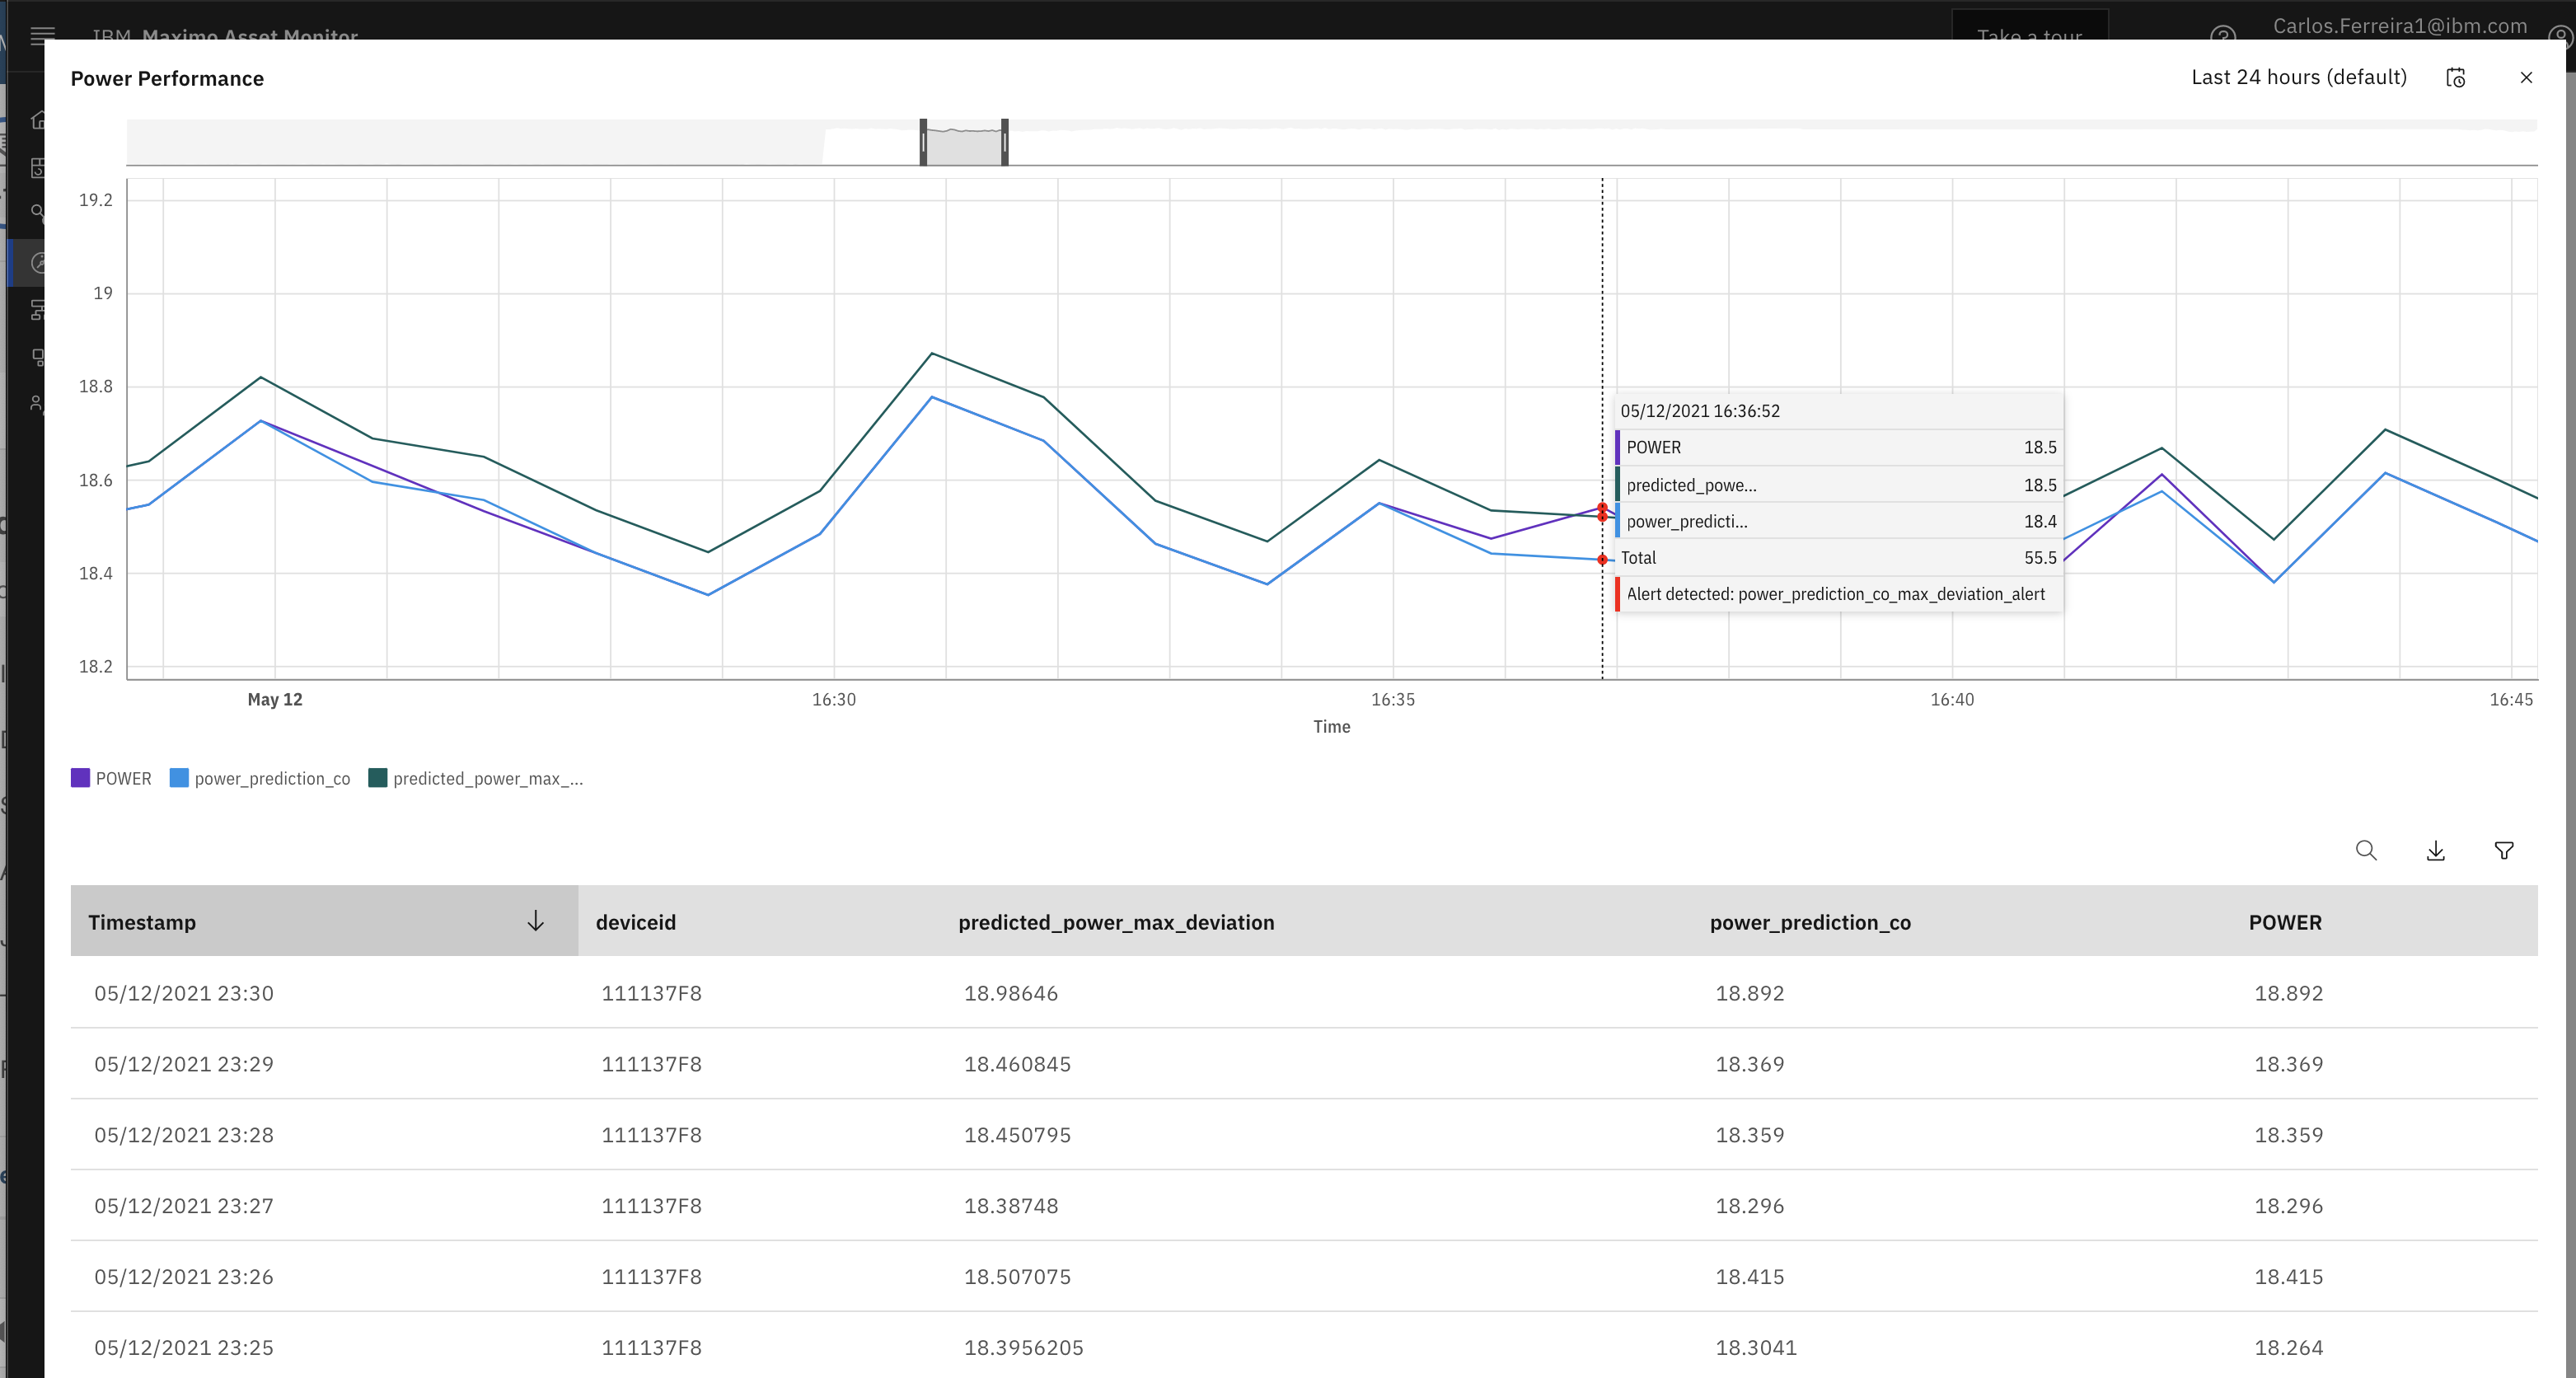 IBM Maximo Asset Monitor
Take a tour
Carlos.Ferreira1@ibm.com
Power Performance
Last 24 hours (default)
19.2
19
18.8
18.6
18.4
18.2
05/12/2021 16:36:52
POWER 18.5
predicted_powe... 18.5
power_predicti... 18.4
Total 55.5
Alert detected: power_prediction_co_max_deviation_alert
May 12 16:30 16:35 16:40 16:45
Time
POWER power_prediction_co predicted_power_max_...
Timestamp deviceid predicted_power_max_deviation power_prediction_co POWER
05/12/2021 23:30 111137F8 18.98646 18.892 18.892
05/12/2021 23:29 111137F8 18.460845 18.369 18.369
05/12/2021 23:28 111137F8 18.450795 18.359 18.359
05/12/2021 23:27 111137F8 18.38748 18.296 18.296
05/12/2021 23:26 111137F8 18.507075 18.415 18.415
05/12/2021 23:25 111137F8 18.3956205 18.3041 18.264